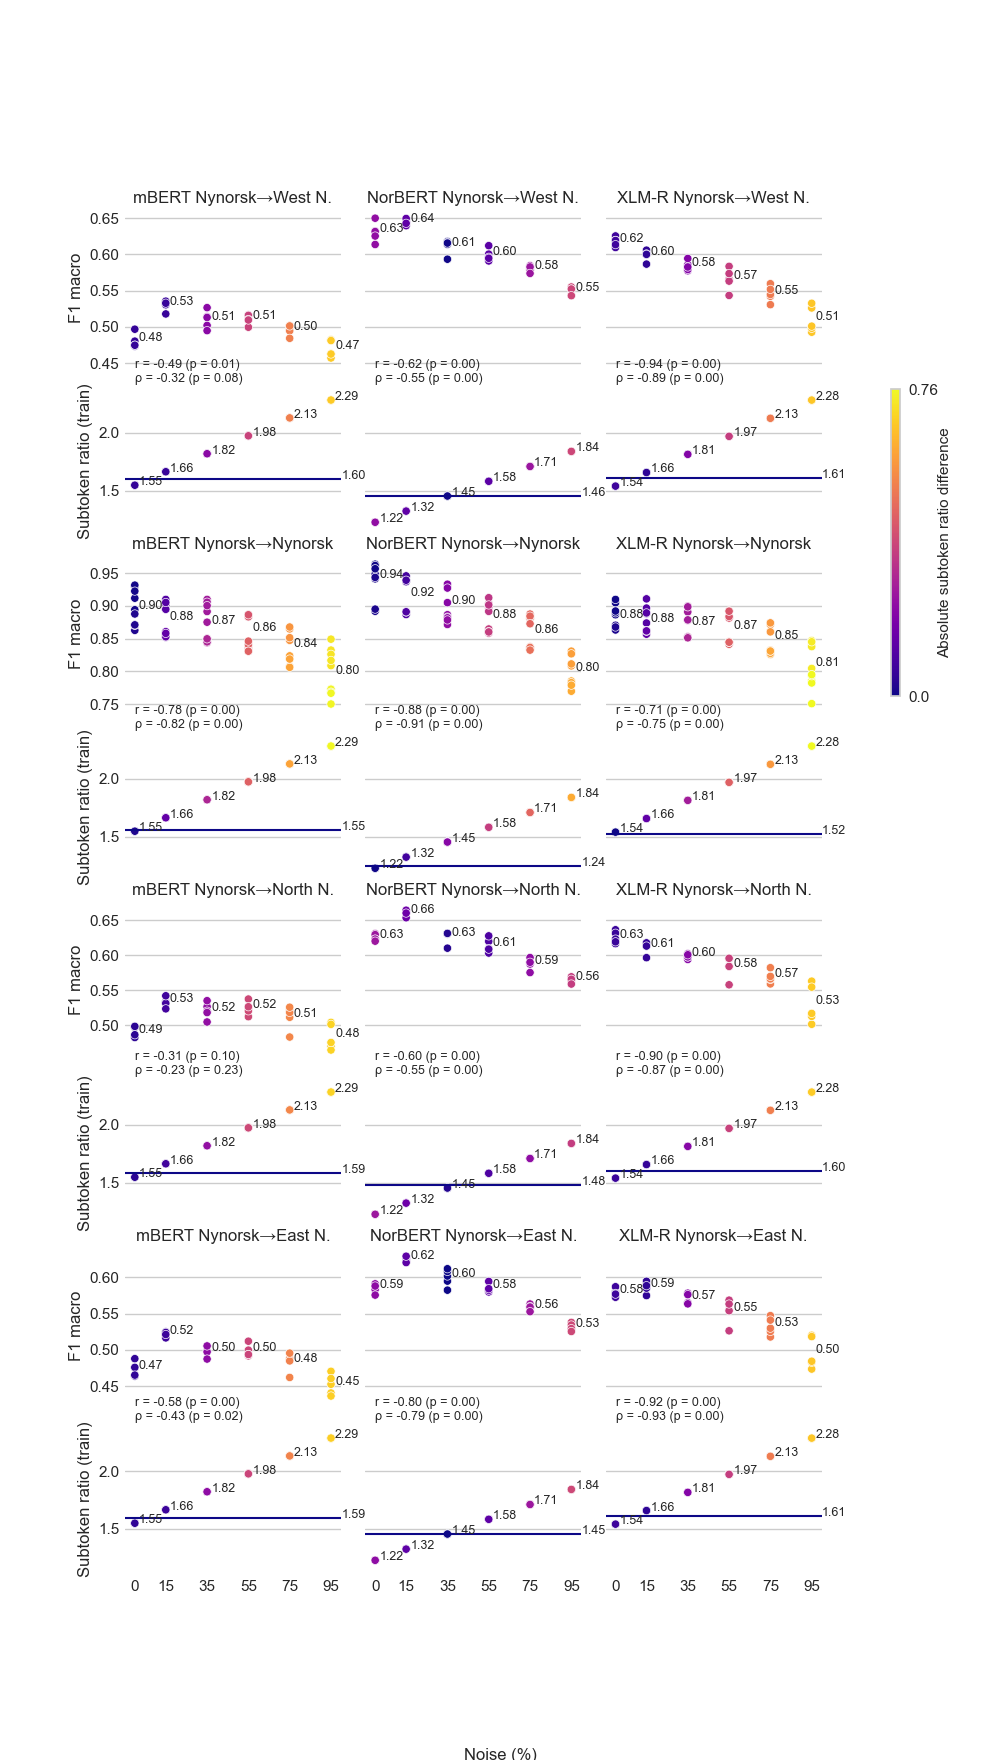 mBERT Nynorsk→West N. NorBERT Nynorsk→West N. XLM-R Nynorsk→West N.
F1 macro
0.65
0.60
0.55
0.50
0.45
0.48 0.53 0.51 0.51 0.50 0.47
0.63 0.64 0.61 0.60 0.58 0.55
0.62 0.60 0.58 0.57 0.55 0.51
r = -0.49 (p = 0.01) r = -0.62 (p = 0.00) r = -0.94 (p = 0.00)
ρ = -0.32 (p = 0.08) ρ = -0.55 (p = 0.00) ρ = -0.89 (p = 0.00)
Subtoken ratio (train)
2.0
1.5
1.55 1.66 1.82 1.98 2.13 2.29 1.60
1.22 1.32 1.45 1.58 1.71 1.84 1.46
1.54 1.66 1.81 1.97 2.13 2.28 1.61
mBERT Nynorsk→Nynorsk NorBERT Nynorsk→Nynorsk XLM-R Nynorsk→Nynorsk
F1 macro
0.95
0.90
0.85
0.80
0.75
0.90 0.88 0.87 0.86 0.84 0.80
0.94 0.92 0.90 0.88 0.86 0.80
0.88 0.88 0.87 0.87 0.85 0.81
r = -0.78 (p = 0.00) r = -0.88 (p = 0.00) r = -0.71 (p = 0.00)
ρ = -0.82 (p = 0.00) ρ = -0.91 (p = 0.00) ρ = -0.75 (p = 0.00)
Subtoken ratio (train)
2.0
1.5
1.55 1.66 1.82 1.98 2.13 2.29 1.55
1.22 1.32 1.45 1.58 1.71 1.84 1.24
1.54 1.66 1.81 1.97 2.13 2.28 1.52
mBERT Nynorsk→North N. NorBERT Nynorsk→North N. XLM-R Nynorsk→North N.
F1 macro
0.65
0.60
0.55
0.50
0.49 0.53 0.52 0.52 0.51 0.48
0.63 0.66 0.63 0.61 0.59 0.56
0.63 0.61 0.60 0.58 0.57 0.53
r = -0.31 (p = 0.10) r = -0.60 (p = 0.00) r = -0.90 (p = 0.00)
ρ = -0.23 (p = 0.23) ρ = -0.55 (p = 0.00) ρ = -0.87 (p = 0.00)
Subtoken ratio (train)
2.0
1.5
1.55 1.66 1.82 1.98 2.13 2.29 1.59
1.22 1.32 1.45 1.58 1.71 1.84 1.48
1.54 1.66 1.81 1.97 2.13 2.28 1.60
mBERT Nynorsk→East N. NorBERT Nynorsk→East N. XLM-R Nynorsk→East N.
F1 macro
0.60
0.55
0.50
0.45
0.47 0.52 0.50 0.50 0.48 0.45
0.59 0.62 0.60 0.58 0.56 0.53
0.58 0.59 0.57 0.55 0.53 0.50
r = -0.58 (p = 0.00) r = -0.80 (p = 0.00) r = -0.92 (p = 0.00)
ρ = -0.43 (p = 0.02) ρ = -0.79 (p = 0.00) ρ = -0.93 (p = 0.00)
Subtoken ratio (train)
2.0
1.5
1.55 1.66 1.82 1.98 2.13 2.29 1.59
1.22 1.32 1.45 1.58 1.71 1.84 1.45
1.54 1.66 1.81 1.97 2.13 2.28 1.61
0 15 35 55 75 95 0 15 35 55 75 95 0 15 35 55 75 95
Noise (%)
0.76
Absolute subtoken ratio difference
0.0